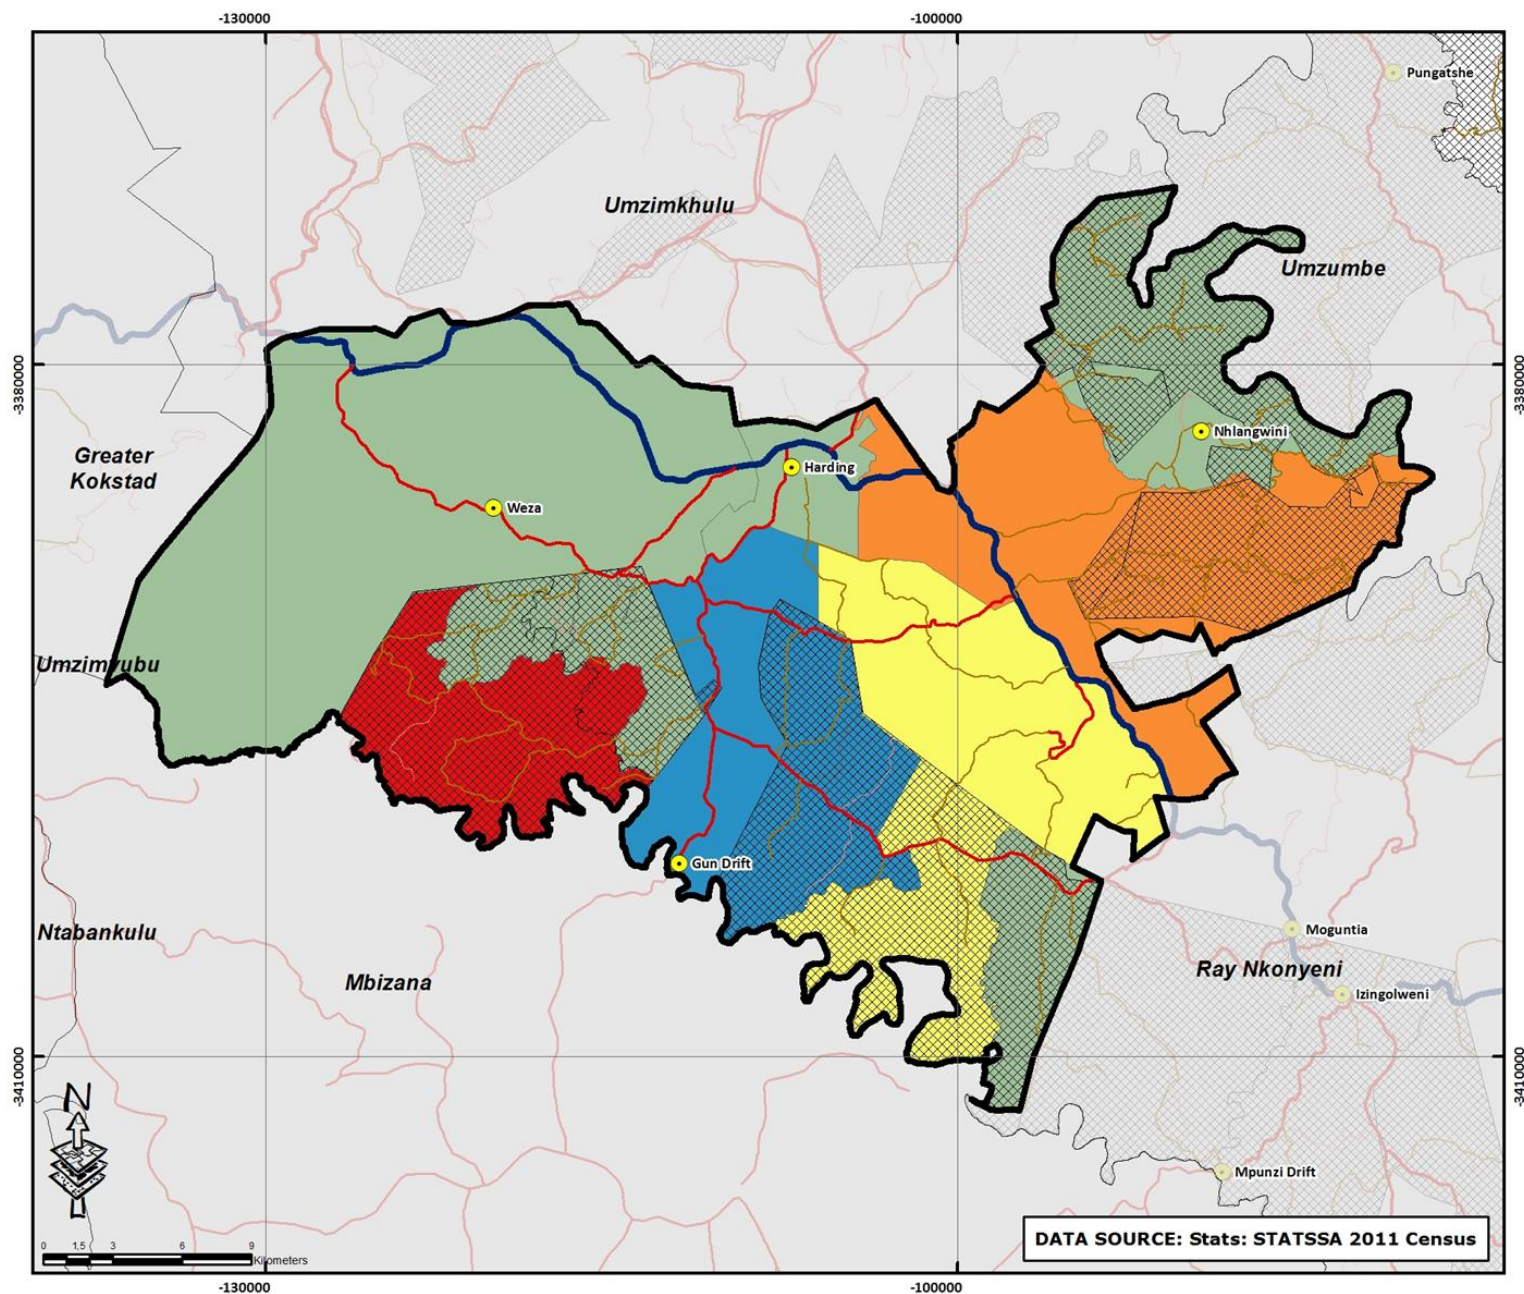 -130000
-100000
Pungatshe
Umzimkhulu
Umzumbe
-3380000
-3380000
Nhlangwini
Greater
Kokstad
Harding
Weza
Umzimvubu
Gun Drift
Ntabankulu
Moguntia
Mbizana
Ray Nkonyeni
Izingolweni
-3410000
-3410000
N
Mpunzi Drift
DATA SOURCE: Stats: STATSSA 2011 Census
0 1,5 3 6 9
Kilometers
-130000
-100000